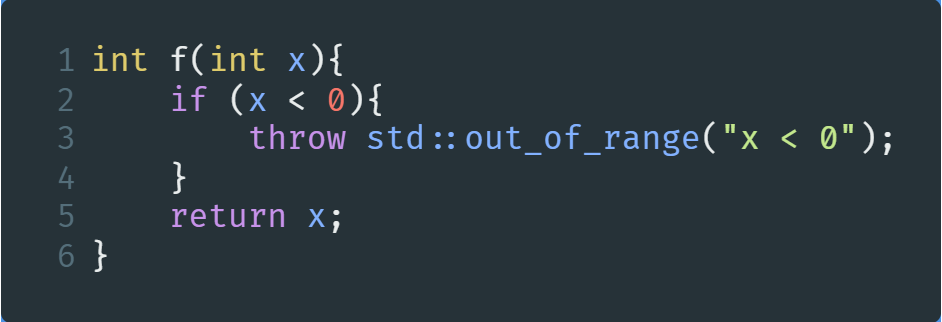 1 int f(int x){
2     if (x < 0){
3         throw std::out_of_range("x < 0");
4     }
5     return x;
6 }